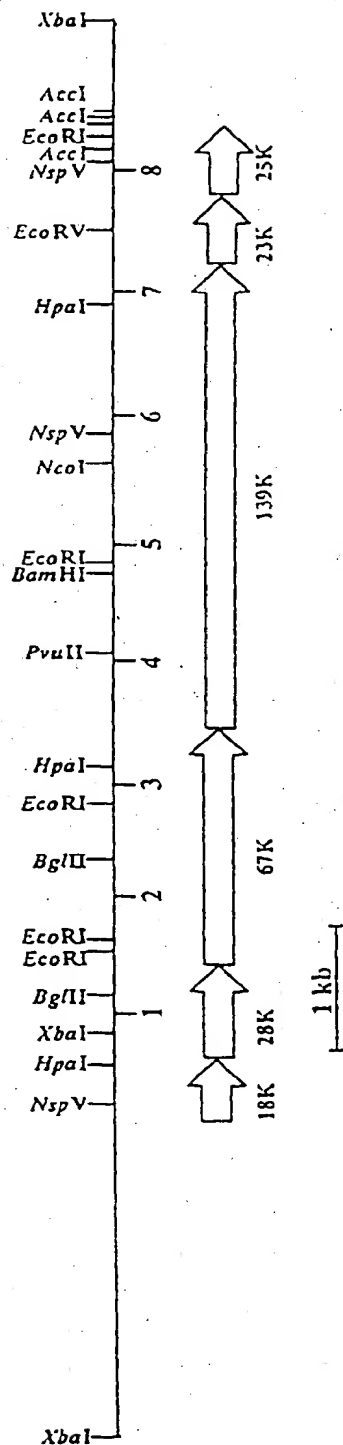 XbaI
AccI
AccI
EcoRI
AccI
NspV
EcoRV
HpaI
NspV
NcoI
EcoRI
BamHI
PvuII
HpaI
EcoRI
BglII
EcoRI
EcoRI
BglII
XbaI
HpaI
NspV
XbaI
8
7
6
5
4
3
2
1
25K
23K
139K
67K
28K
18K
1 kb